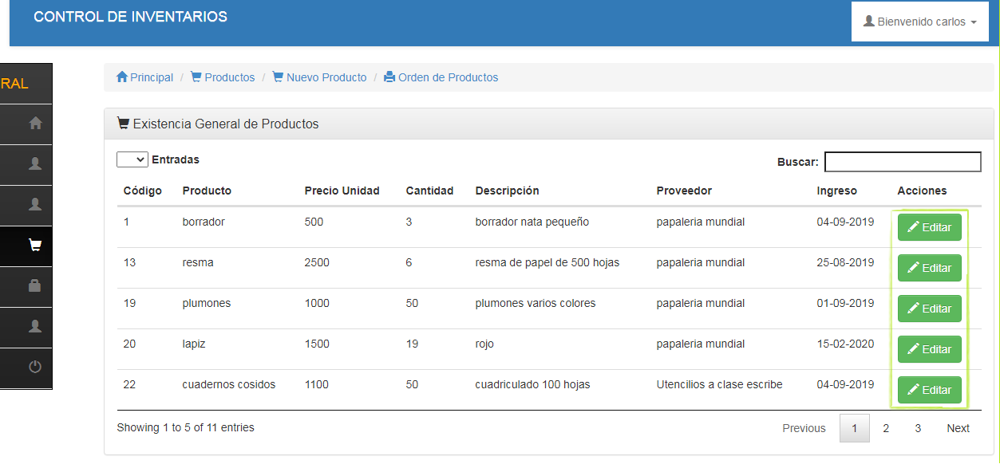 CONTROL DE INVENTARIOS
Bienvenido carlos
RAL
Principal / Productos / Nuevo Producto / Orden de Productos
Existencia General de Productos
Entradas
Buscar:
Código Producto Precio Unidad Cantidad Descripción Proveedor Ingreso Acciones
1 borrador 500 3 borrador nata pequeño papaleria mundial 04-09-2019 Editar
13 resma 2500 6 resma de papel de 500 hojas papaleria mundial 25-08-2019 Editar
19 plumones 1000 50 plumones varios colores papaleria mundial 01-09-2019 Editar
20 lapiz 1500 19 rojo papaleria mundial 15-02-2020 Editar
22 cuadernos cosidos 1100 50 cuadriculado 100 hojas Utencilios a clase escribe 04-09-2019 Editar
Showing 1 to 5 of 11 entries
Previous 1 2 3 Next